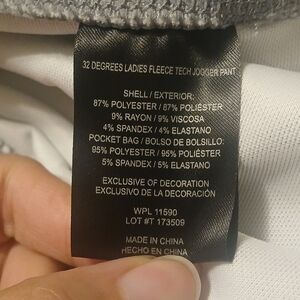 32 DEGREES LADIES FLEECE TECH JOGGER PANT
SHELL / EXTERIOR:
87% POLYESTER / 87% POLIÉSTER
9% RAYON / 9% VISCOSA
4% SPANDEX / 4% ELASTANO
POCKET BAG / BOLSO DE BOLSILLO:
95% POLYESTER / 95% POLIÉSTER
5% SPANDEX / 5% ELASTANO
EXCLUSIVE OF DECORATION
EXCLUSIVO DE LA DECORACIÓN
WPL 11590
LOT #T 173509
MADE IN CHINA
HECHO EN CHINA